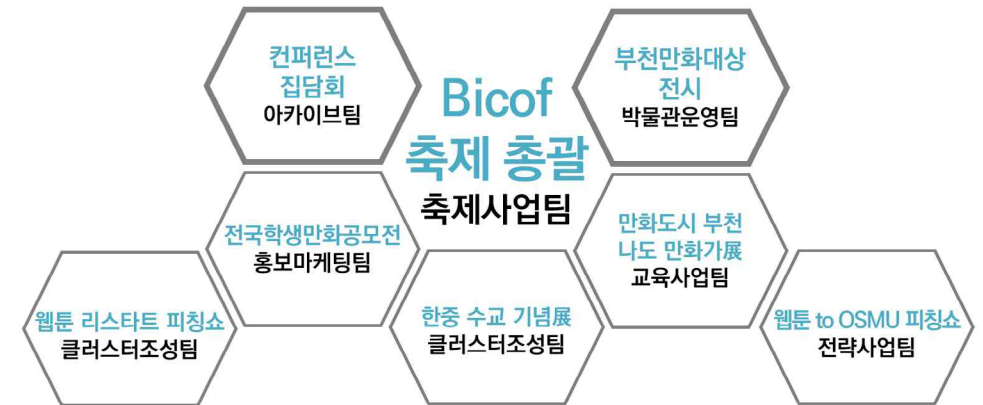 컨퍼런스
집담회
아카이브팀
Bicof
축제 총괄
축제사업팀
부천만화대상
전시
박물관운영팀
전국학생만화공모전
홍보마케팅팀
만화도시 부천
나도 만화가展
교육사업팀
웹툰 리스타트 피칭쇼
클러스터조성팀
한중 수교 기념展
클러스터조성팀
웹툰 to OSMU 피칭쇼
전략사업팀